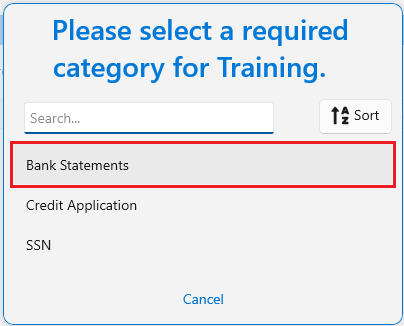 Please select a required
category for Training.
Search...
Sort
Bank Statements
Credit Application
SSN
Cancel